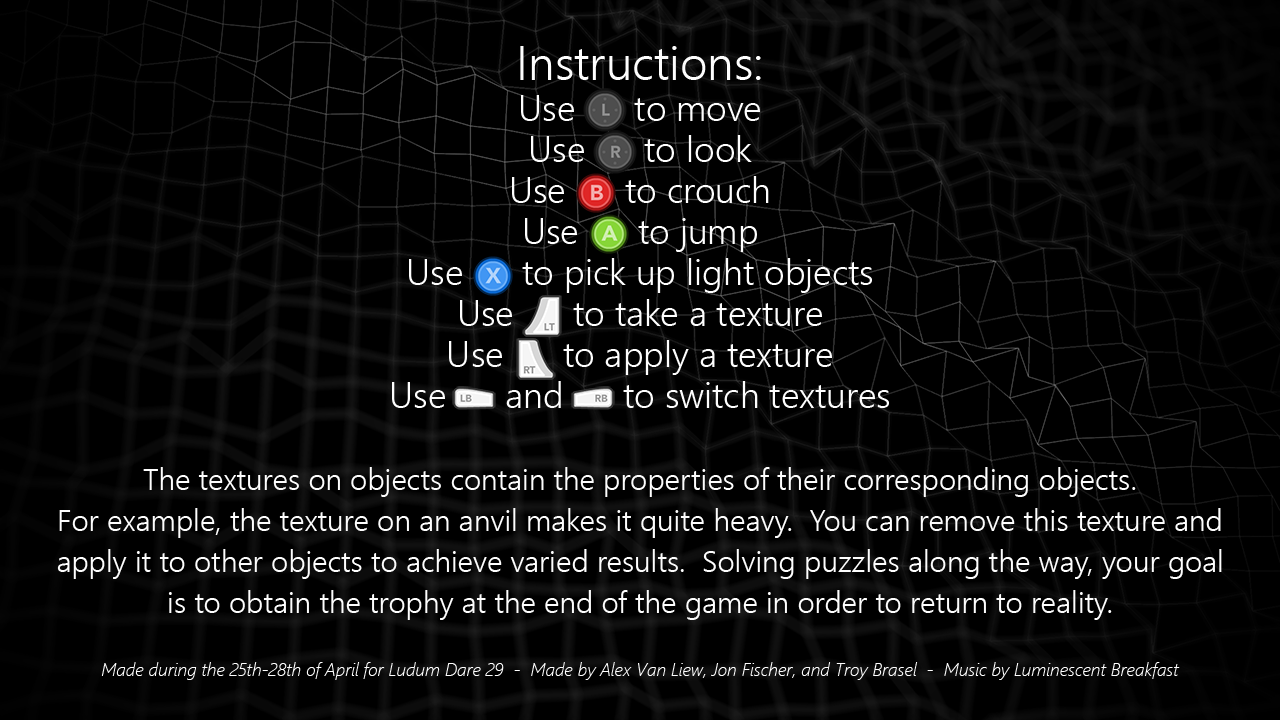 Instructions:
Use L to move
Use R to look
Use B to crouch
Use A to jump
Use X to pick up light objects
Use LT to take a texture
Use RT to apply a texture
Use LB and RB to switch textures
The textures on objects contain the properties of their corresponding objects.
For example, the texture on an anvil makes it quite heavy.  You can remove this texture and
apply it to other objects to achieve varied results.  Solving puzzles along the way, your goal
is to obtain the trophy at the end of the game in order to return to reality.
Made during the 25th-28th of April for Ludum Dare 29  -  Made by Alex Van Liew, Jon Fischer, and Troy Brasel  -  Music by Luminescent Breakfast